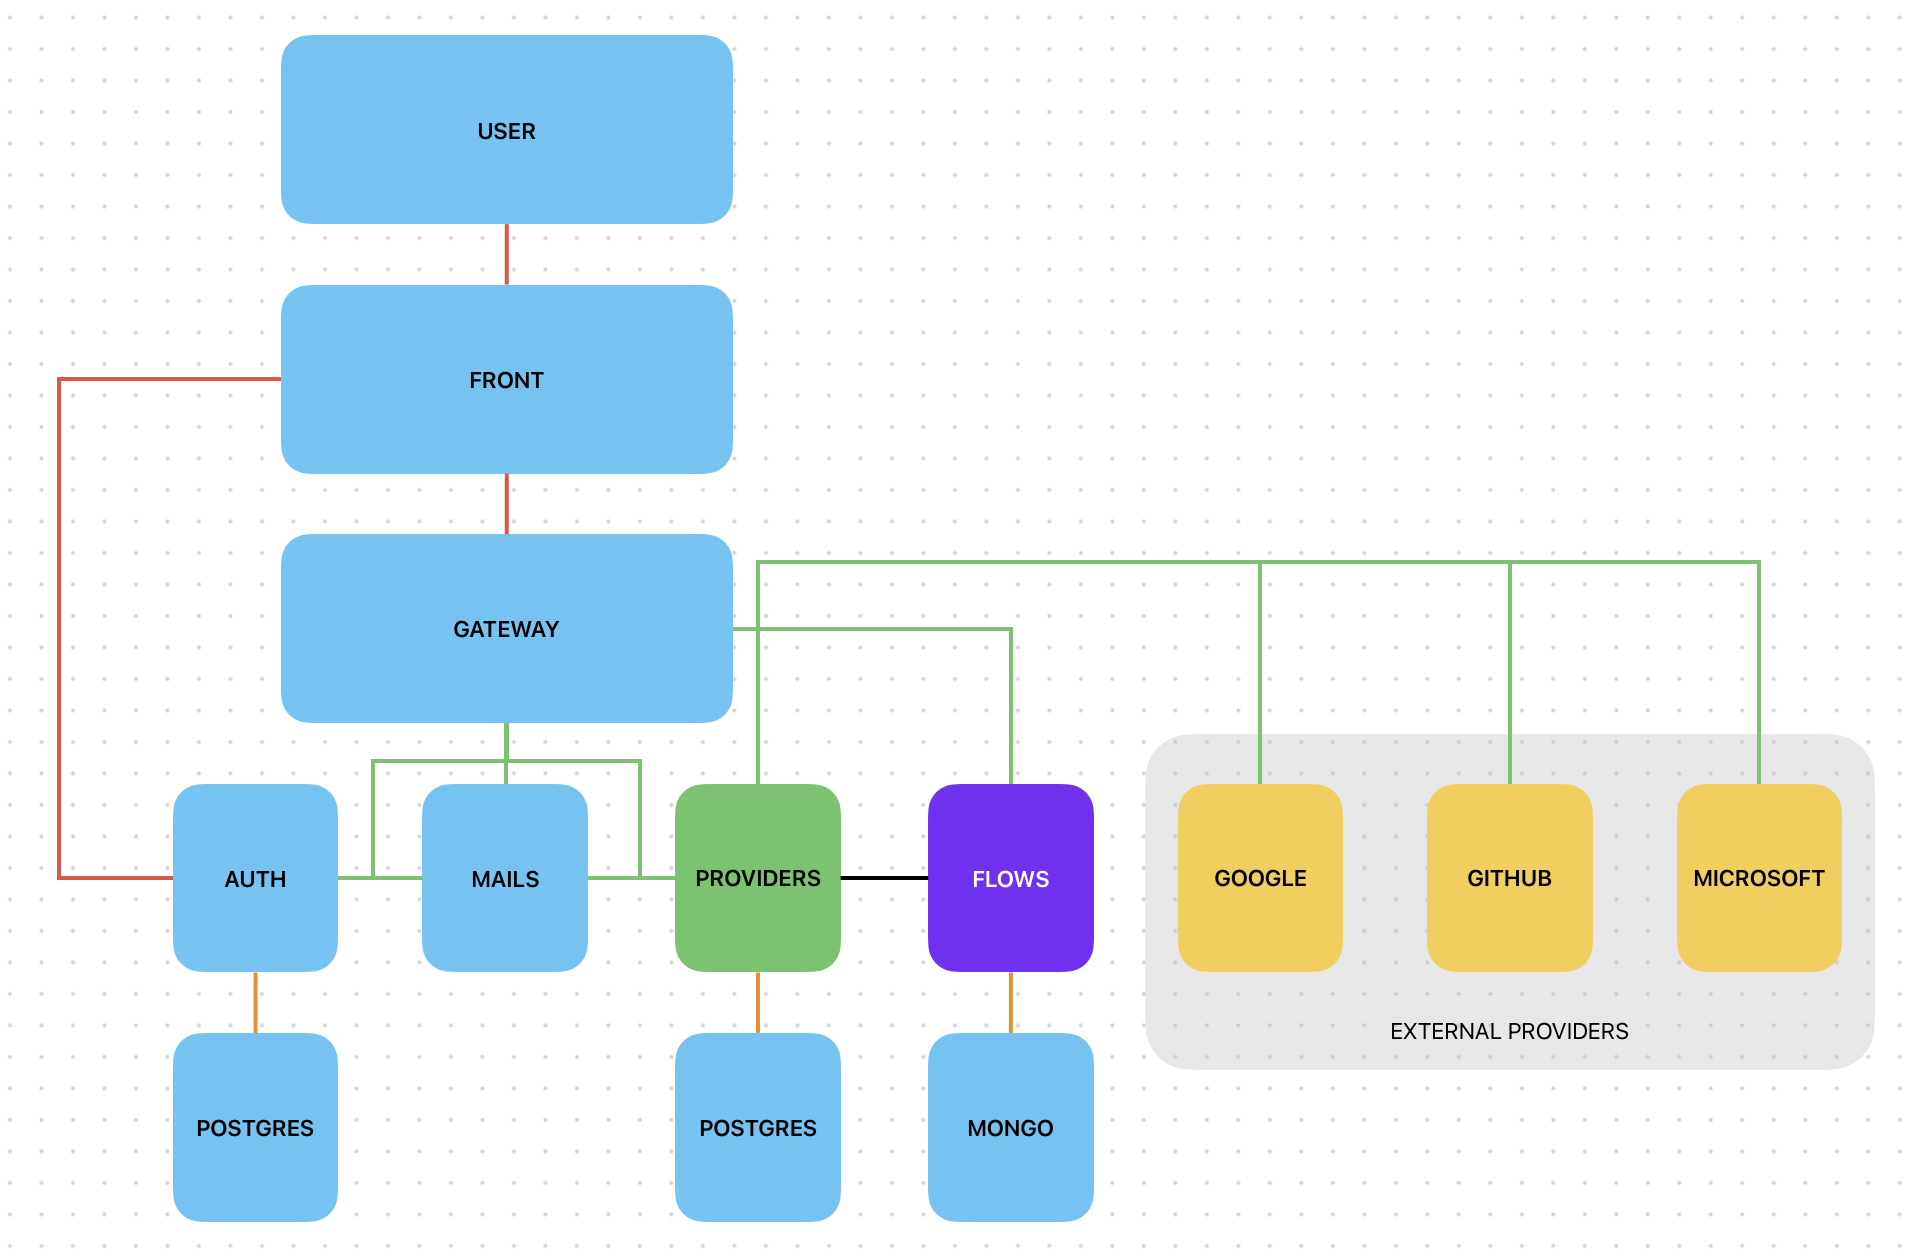 USER
FRONT
GATEWAY
AUTH
MAILS
PROVIDERS
FLOWS
GOOGLE
GITHUB
MICROSOFT
EXTERNAL PROVIDERS
POSTGRES
POSTGRES
MONGO